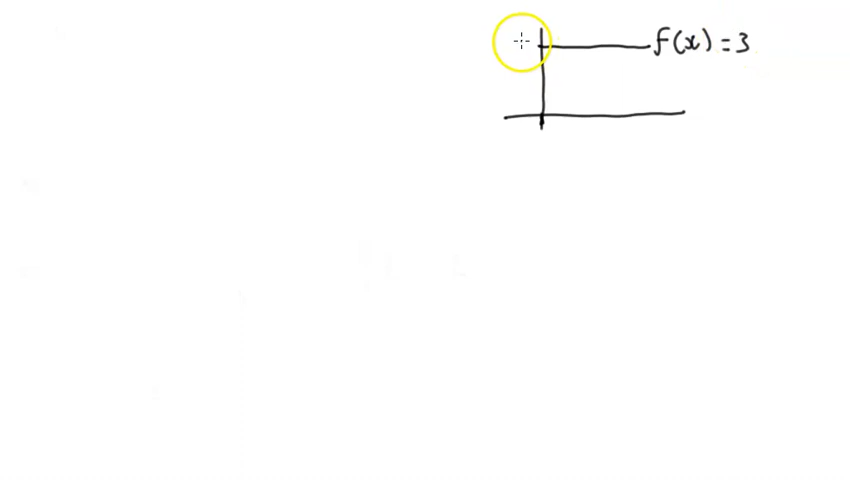 f(x) = 3